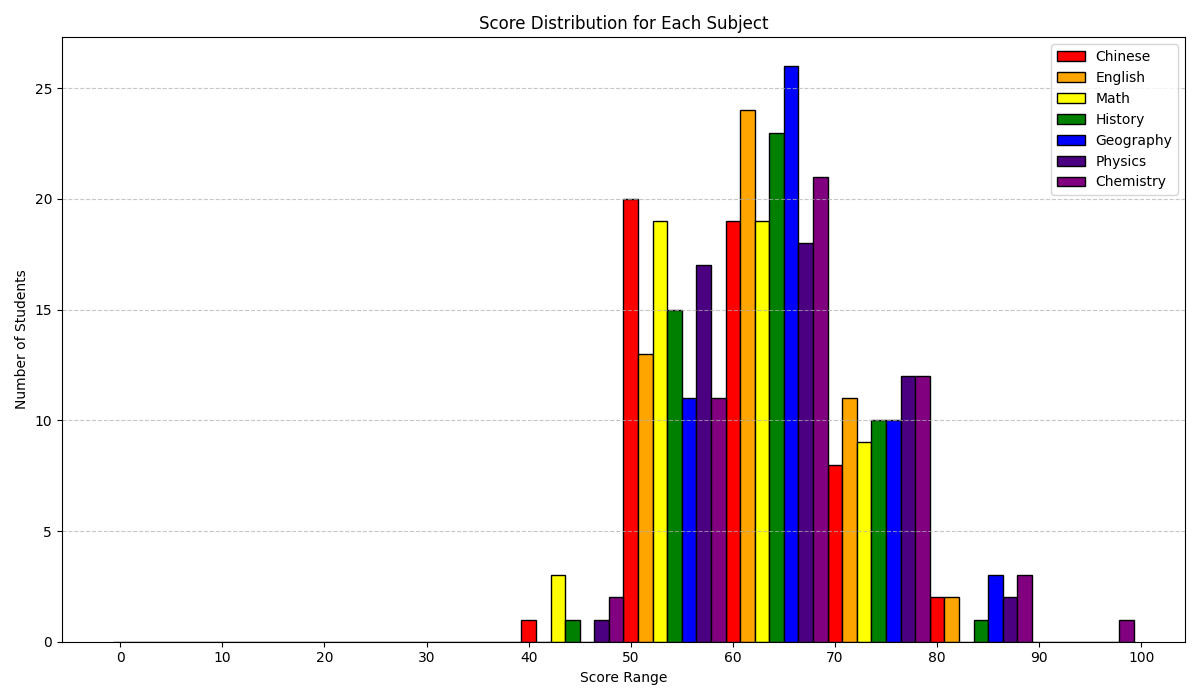 Score Distribution for Each Subject
Chinese
English
Math
History
Geography
Physics
Chemistry
Number of Students
25
20
15
10
5
0
0 10 20 30 40 50 60 70 80 90 100
Score Range